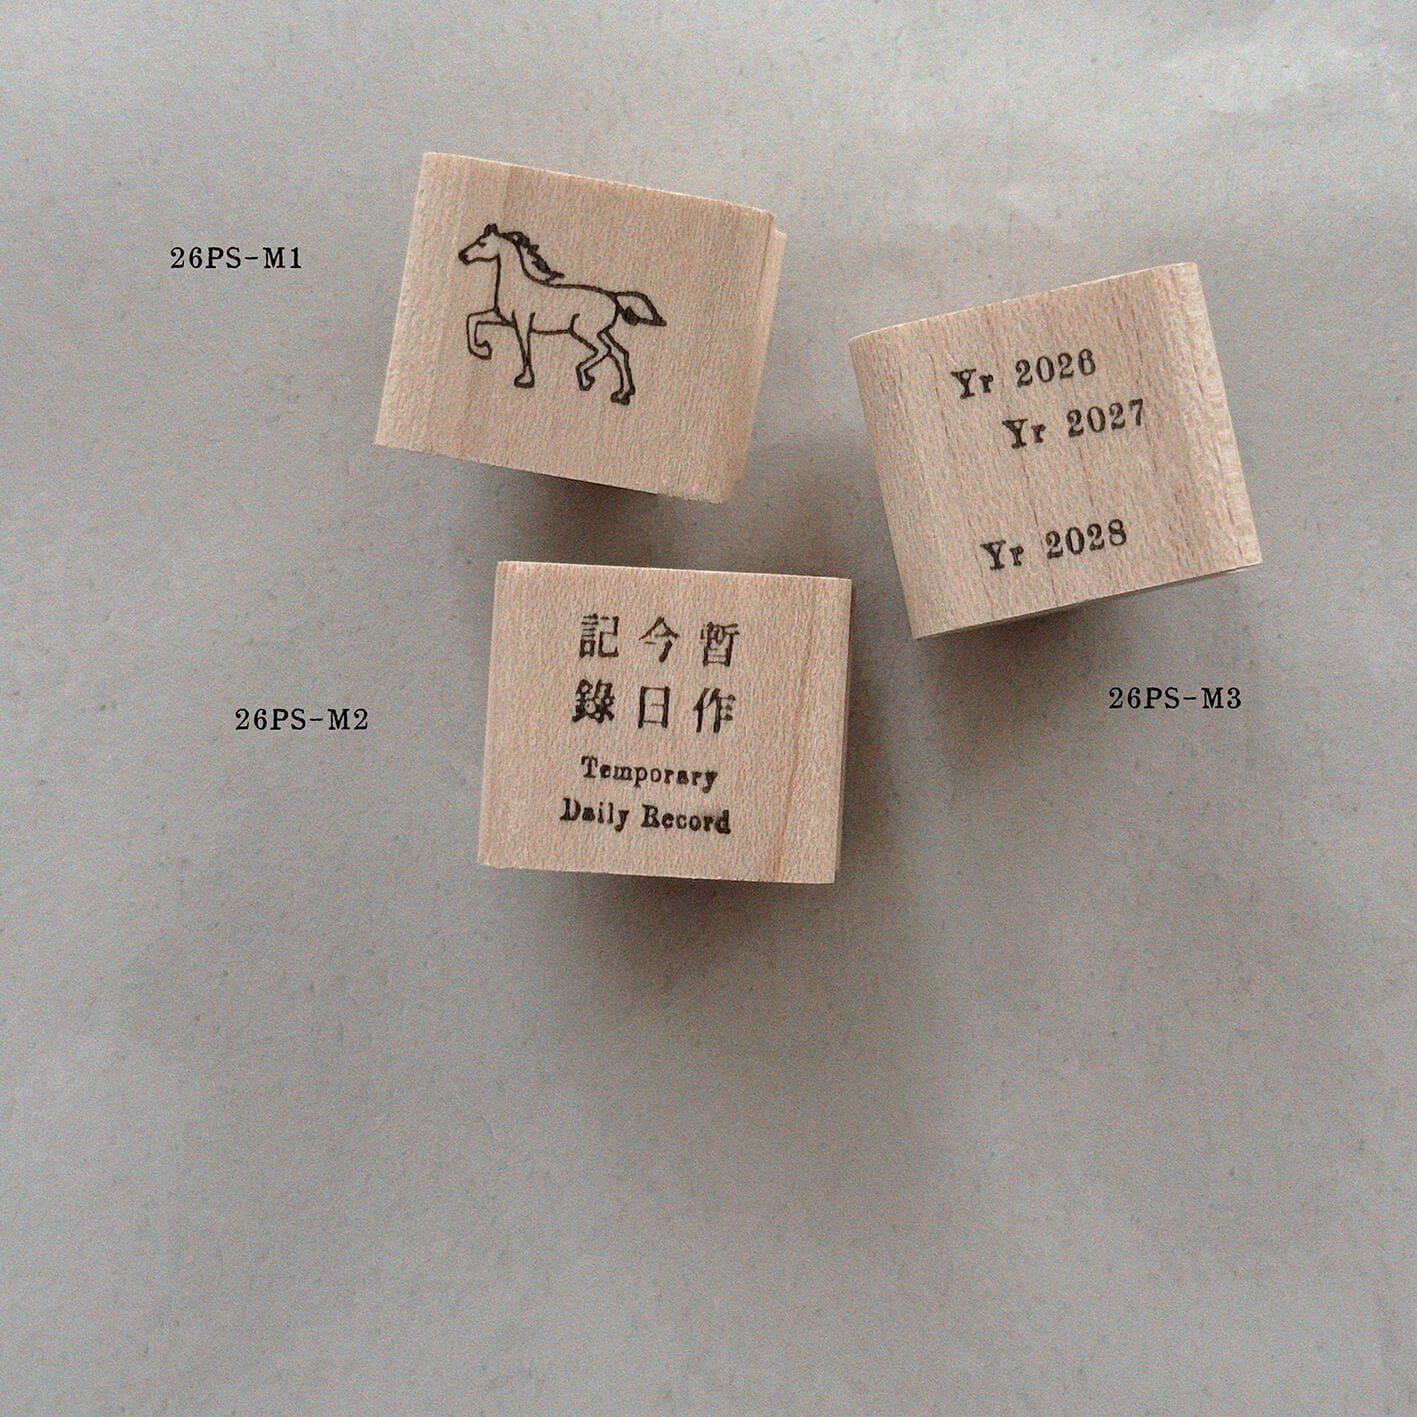 26PS-M1
Yr 2026
Yr 2027
Yr 2028
26PS-M3
暫作
今日
記錄
Temporary
Daily Record
26PS-M2